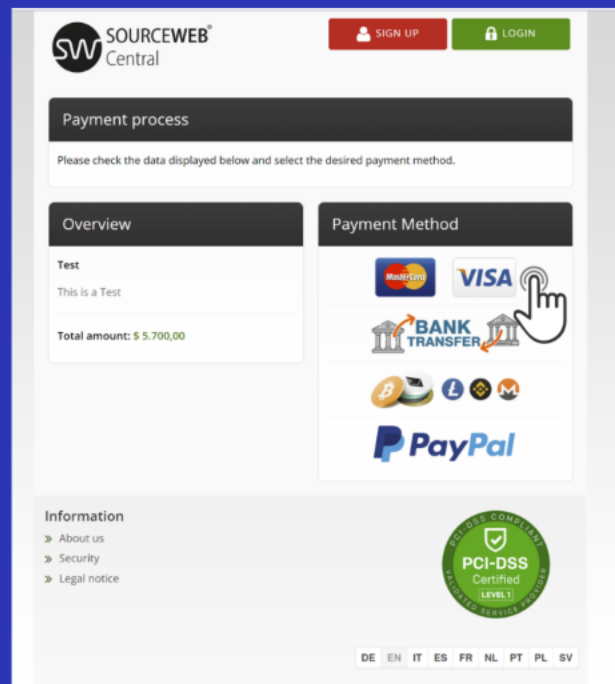 SW SOURCEWEB®
Central
SIGN UP
LOGIN
Payment process
Please check the data displayed below and select the desired payment method.
Overview
Test
This is a Test
Total amount: $ 5.700,00
Payment Method
MasterCard
VISA
BANK
TRANSFER
PayPal
Information
» About us
» Security
» Legal notice
PCI-DSS COMPLIANT
PCI-DSS
Certified
LEVEL 1
VALIDATED SERVICE PROVIDER
DE EN IT ES FR NL PT PL SV